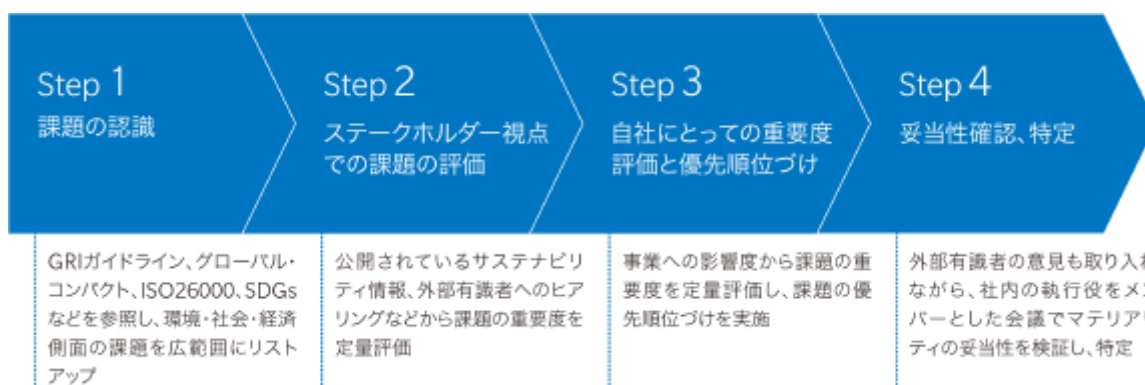 Step 1
課題の認識
Step 2
ステークホルダー視点
での課題の評価
Step 3
自社にとっての重要度
評価と優先順位づけ
Step 4
妥当性確認、特定
GRIガイドライン、グローバル・
コンパクト、ISO26000、SDGs
などを参照し、環境・社会・経済
側面の課題を広範囲にリスト
アップ
公開されているサステナビリ
ティ情報、外部有識者へのヒア
リングなどから課題の重要度を
定量評価
事業への影響度から課題の重
要度を定量評価し、課題の優
先順位づけを実施
外部有識者の意見も取り入れ
ながら、社内の執行役をメン
バーとした会議でマテリアリ
ティの妥当性を検証し、特定